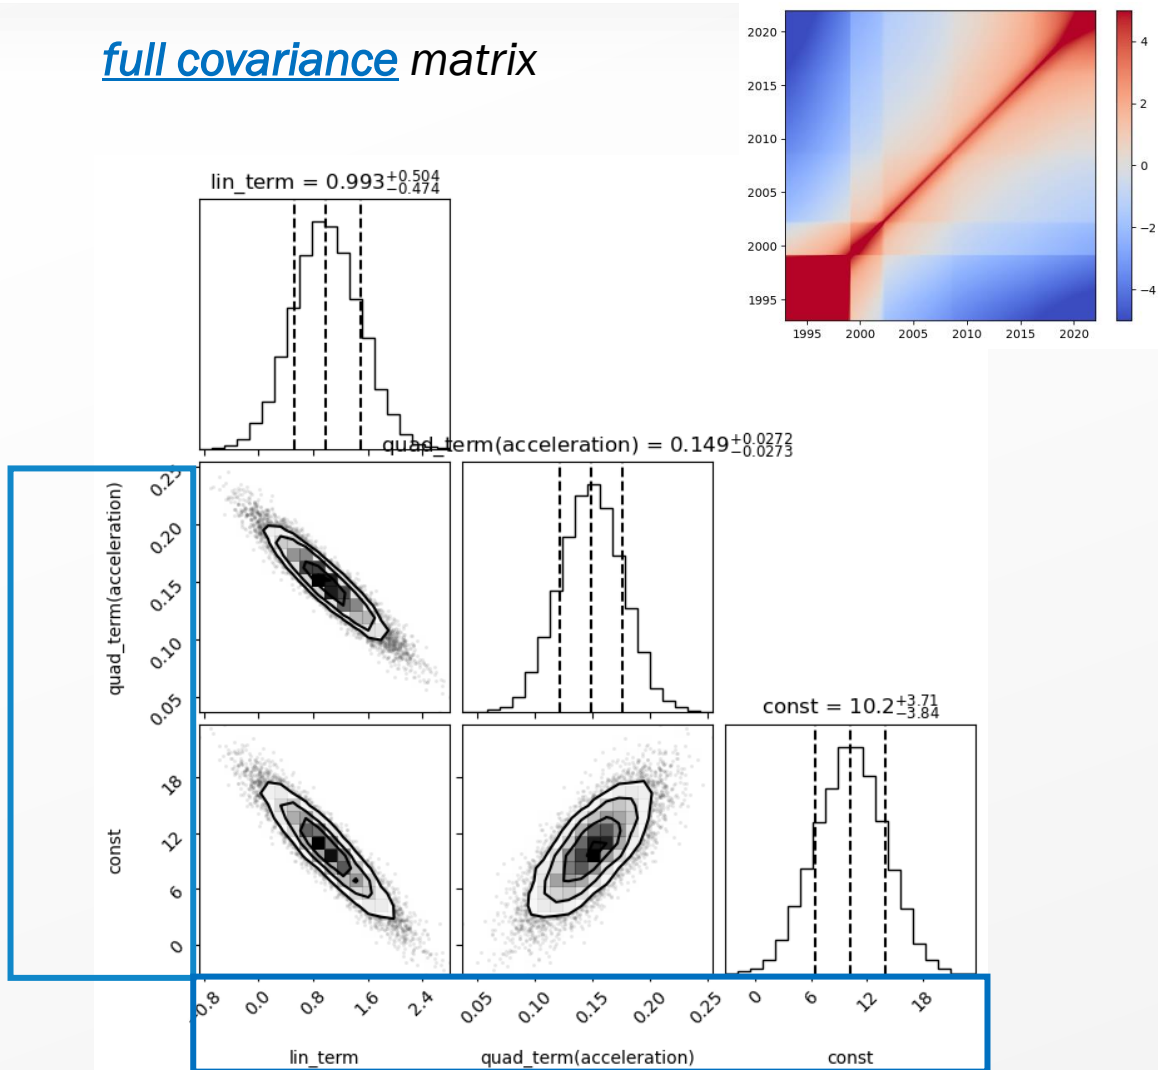 full covariance matrix
2020
2015
2010
2005
2000
1995
1995 2000 2005 2010 2015 2020
4
2
0
−2
−4
lin_term = 0.993+0.504−0.474
quad_term(acceleration) = 0.149+0.0272−0.0273
quad_term(acceleration)
0.25
0.20
0.15
0.10
0.05
const = 10.2+3.71−3.84
const
18
12
6
0
0.8 0.0 0.8 1.6 2.4 0.05 0.10 0.15 0.20 0.25 0 6 12 18
lin_term quad_term(acceleration) const